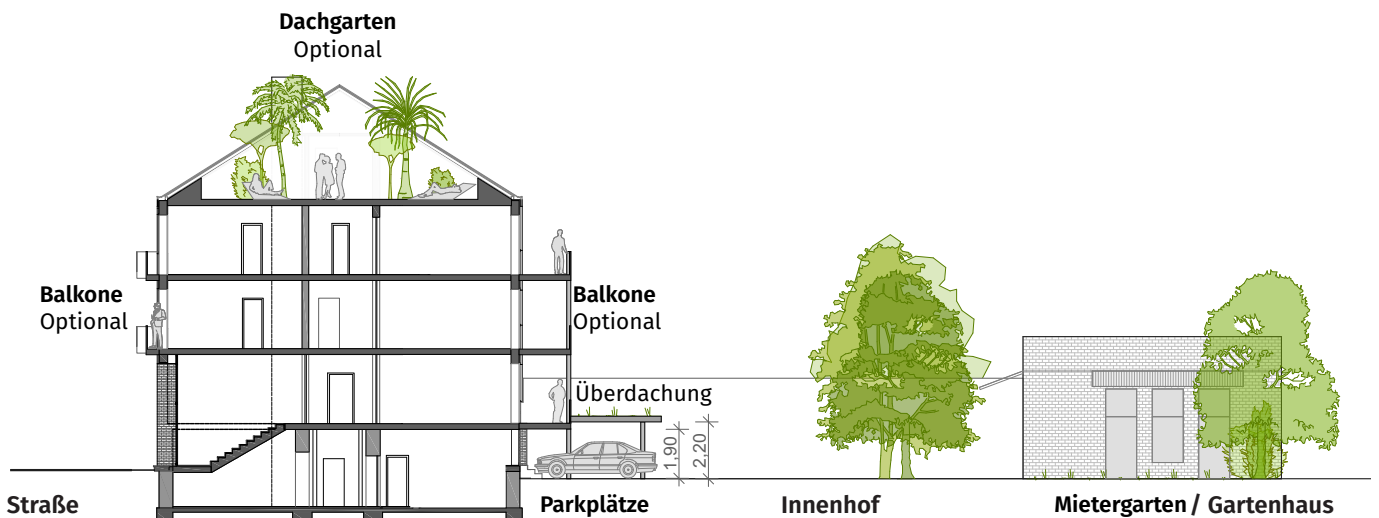 Dachgarten
Optional
Balkone
Optional
Balkone
Optional
Überdachung
1,90
2,20
Straße
Parkplätze
Innenhof
Mietergarten / Gartenhaus